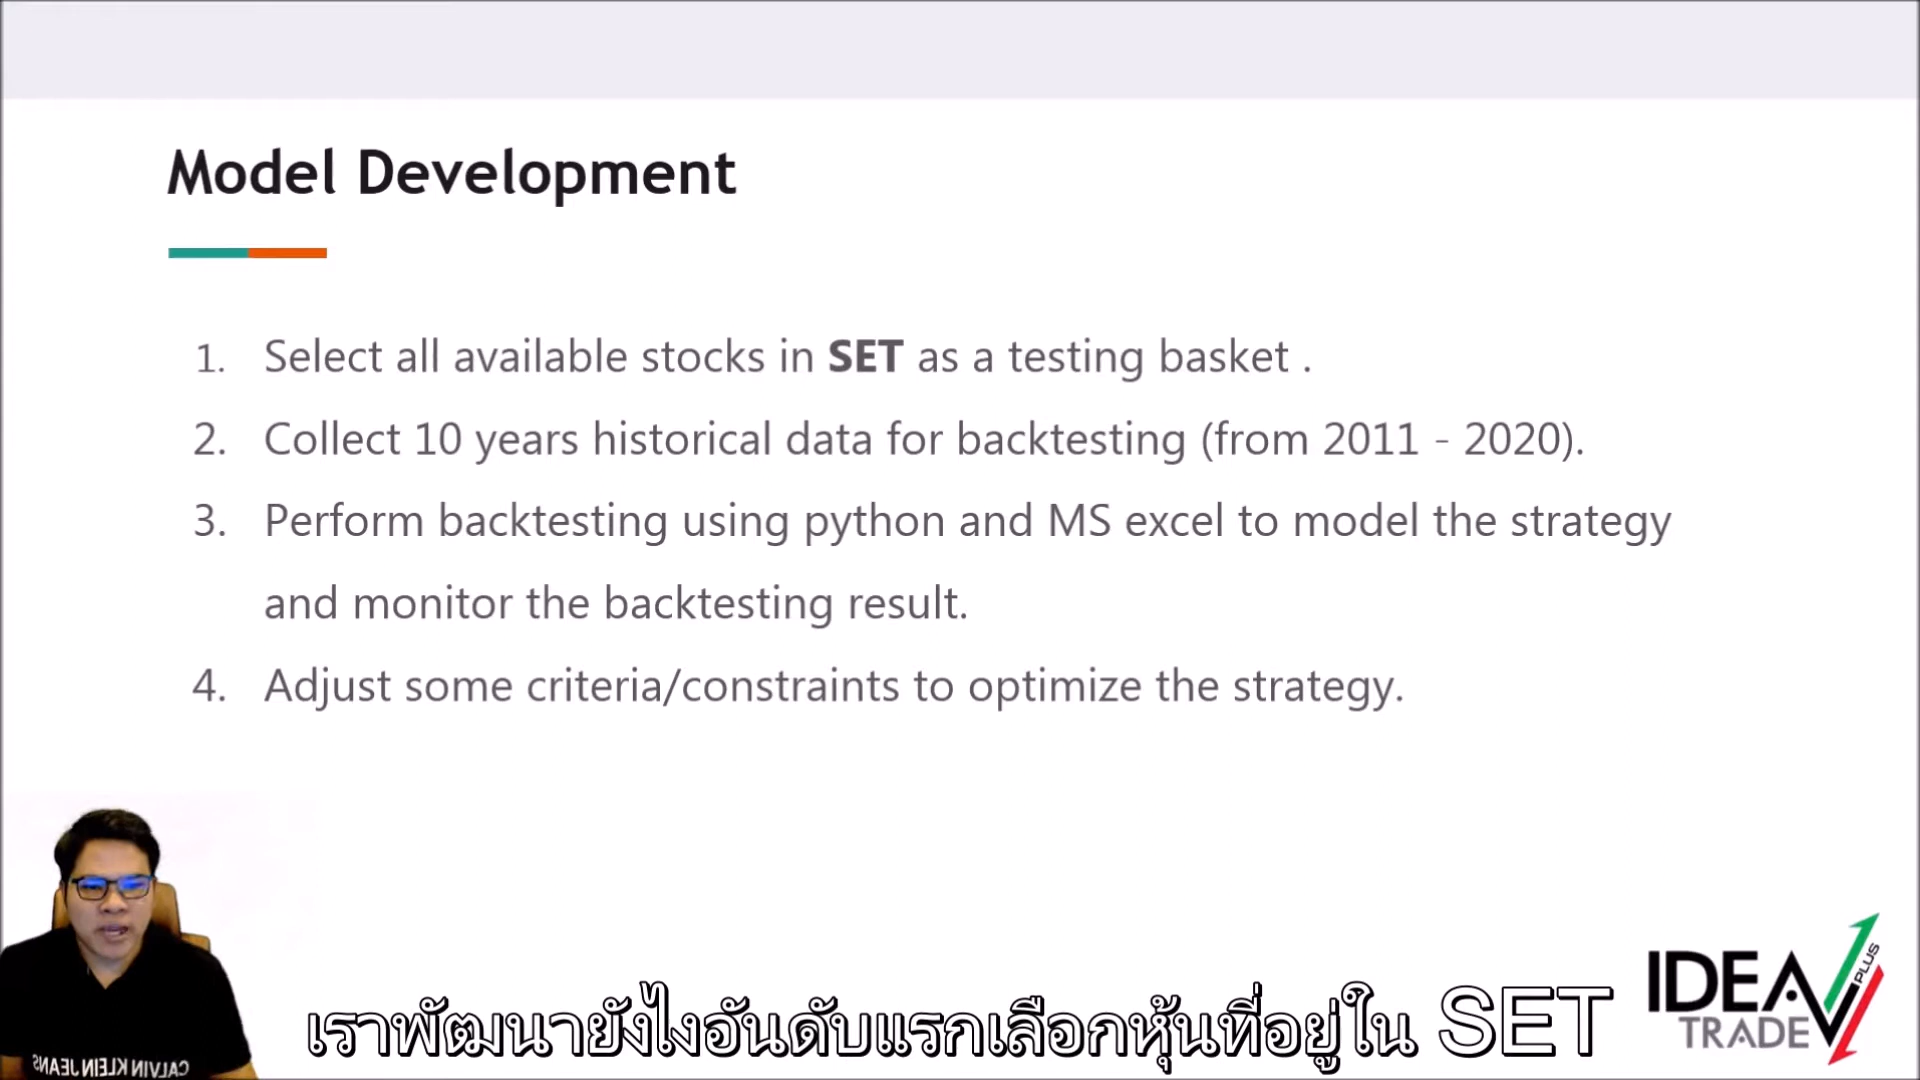 Model Development
1. Select all available stocks in SET as a testing basket .
2. Collect 10 years historical data for backtesting (from 2011 - 2020).
3. Perform backtesting using python and MS excel to model the strategy
and monitor the backtesting result.
4. Adjust some criteria/constraints to optimize the strategy.
CALVIN KLEIN JEANS
เราพัฒนายังไงอันดับแรกเลือกหุ้นที่อยู่ใน SET
IDEA
TRADE
PLUS